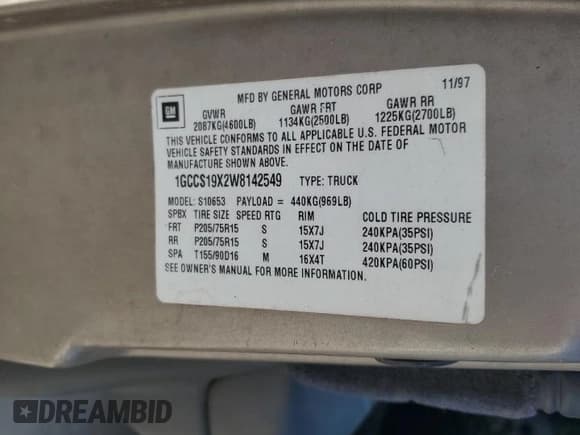 GM
MFD BY GENERAL MOTORS CORP 11/97
GVWR GAWR FRT GAWR RR
2087KG(4600LB) 1134KG(2500LB) 1225KG(2700LB)
THIS VEHICLE CONFORMS TO ALL APPLICABLE U.S. FEDERAL MOTOR
VEHICLE SAFETY STANDARDS IN EFFECT ON THE DATE OF
MANUFACTURE SHOWN ABOVE.
1GCCS19X2W8142549 TYPE: TRUCK
MODEL: S10653 PAYLOAD = 440KG(969LB)
SPBX TIRE SIZE SPEED RTG RIM COLD TIRE PRESSURE
FRT P205/75R15 S 15X7J 240KPA(35PSI)
RR P205/75R15 S 15X7J 240KPA(35PSI)
SPA T155/90D16 M 16X4T 420KPA(60PSI)
SEE OWNER'S MANUAL FOR MORE INFORMATION.
DREAMBID